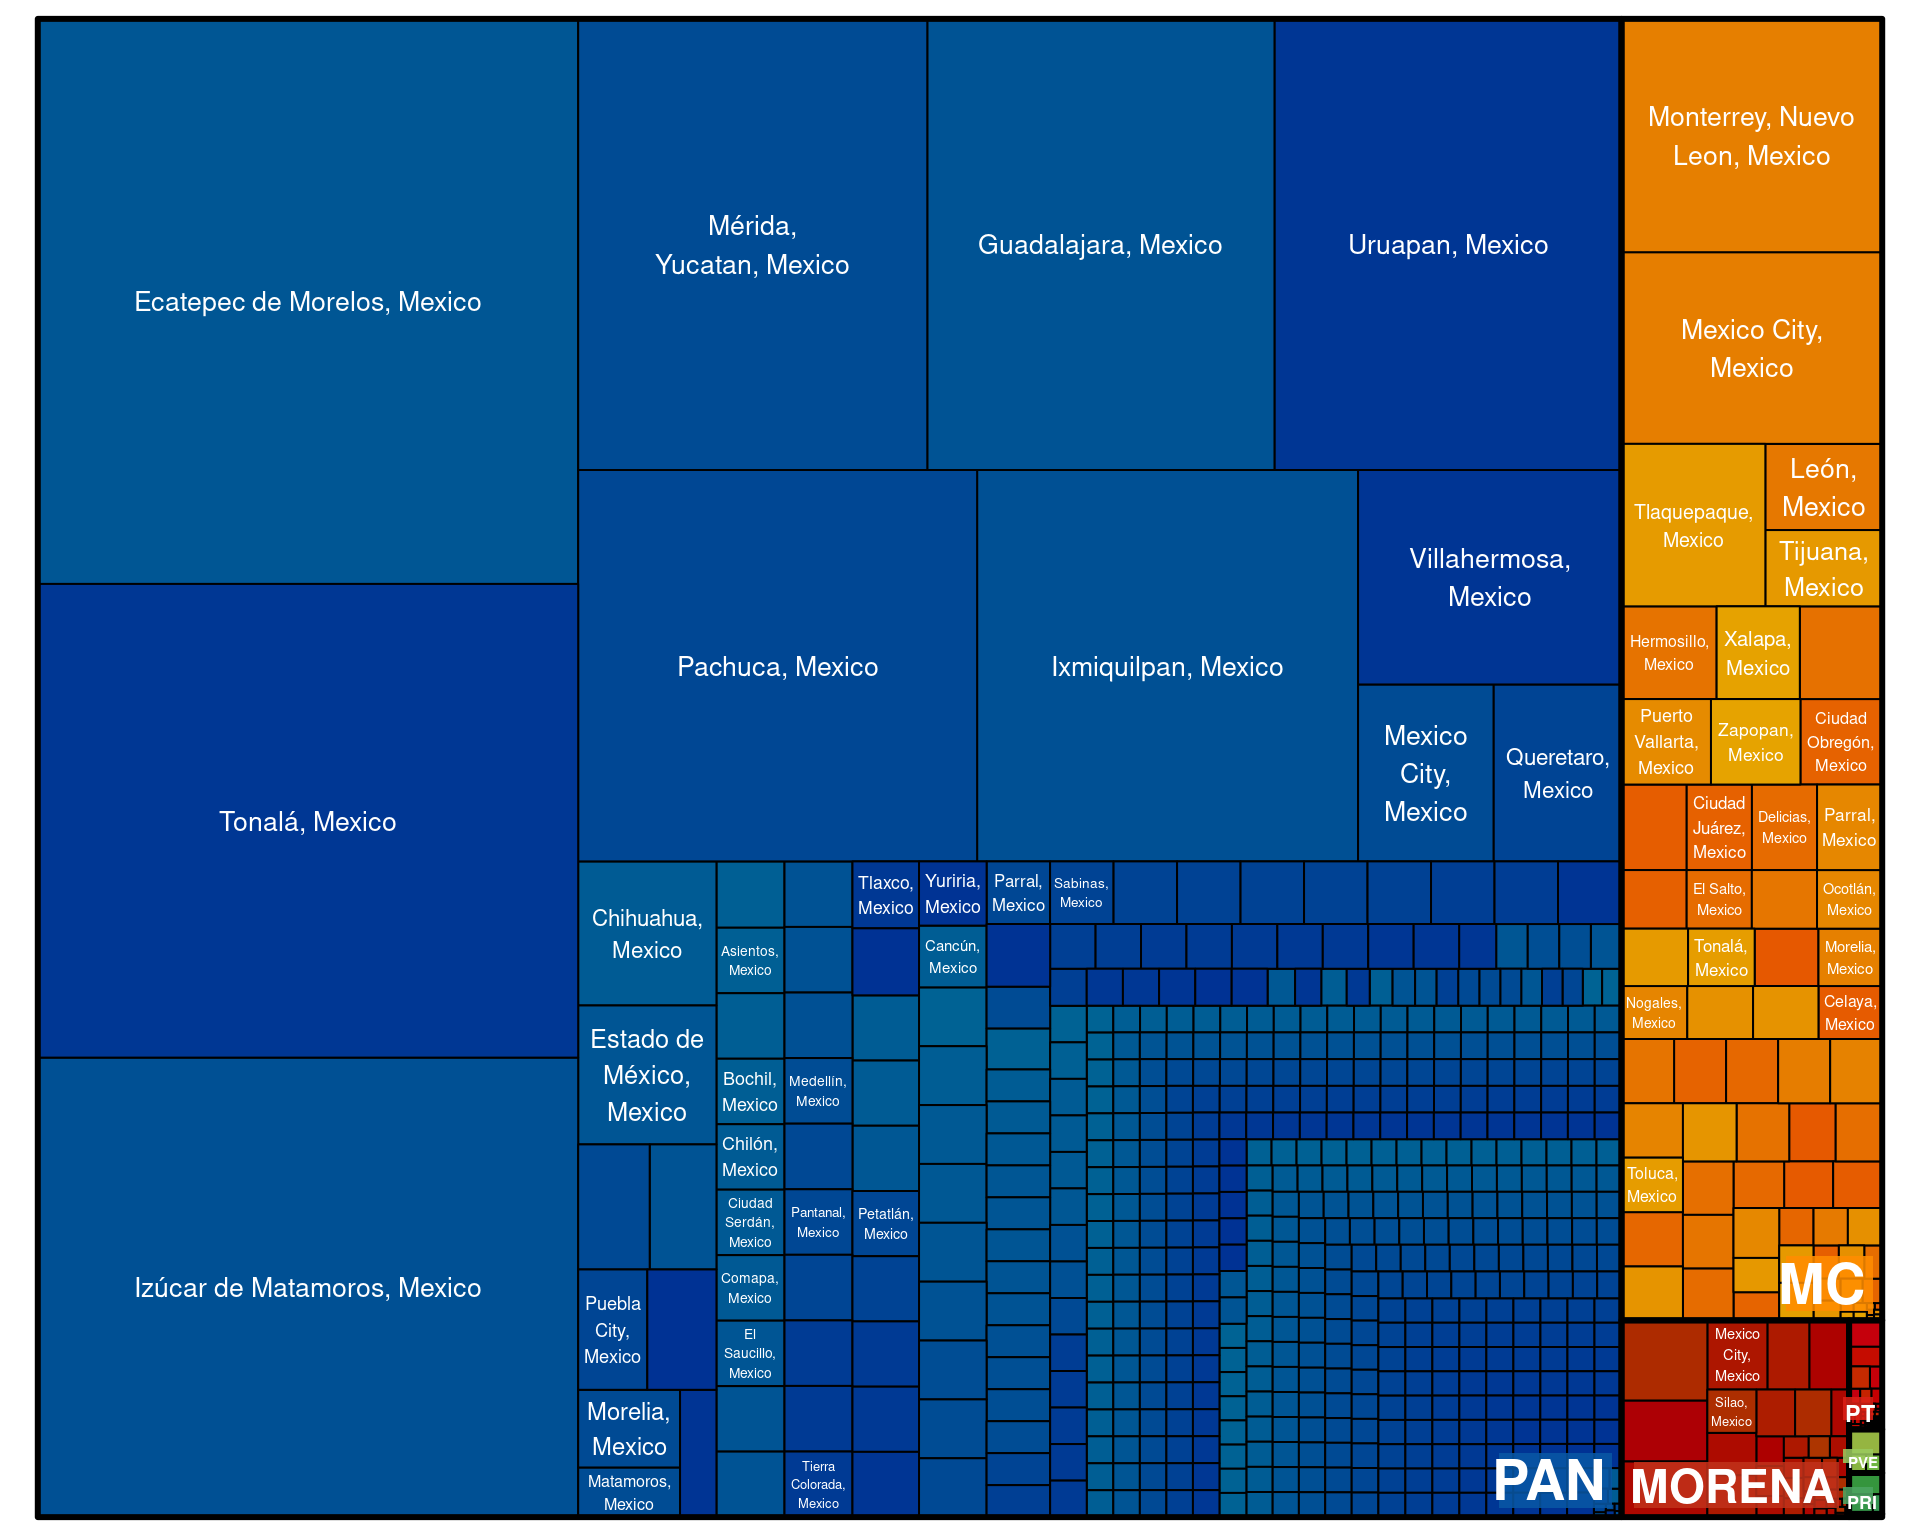 Ecatepec de Morelos, Mexico
Tonalá, Mexico
Izúcar de Matamoros, Mexico
Mérida,
Yucatan, Mexico
Guadalajara, Mexico
Uruapan, Mexico
Pachuca, Mexico
Ixmiquilpan, Mexico
Villahermosa,
Mexico
Mexico
City,
Mexico
Queretaro,
Mexico
Chihuahua,
Mexico
Estado de
México,
Mexico
Puebla
City,
Mexico
Morelia,
Mexico
Matamoros,
Mexico
Asientos,
Mexico
Bochil,
Mexico
Chilón,
Mexico
Ciudad
Serdán,
Mexico
Comapa,
Mexico
El
Saucillo,
Mexico
Medellín,
Mexico
Pantanal,
Mexico
Tierra
Colorada,
Mexico
Tlaxco,
Mexico
Petatlán,
Mexico
Yuriria,
Mexico
Cancún,
Mexico
Parral,
Mexico
Sabinas,
Mexico
PAN
Monterrey, Nuevo
Leon, Mexico
Mexico City,
Mexico
Tlaquepaque,
Mexico
León,
Mexico
Tijuana,
Mexico
Hermosillo,
Mexico
Xalapa,
Mexico
Puerto
Vallarta,
Mexico
Zapopan,
Mexico
Ciudad
Obregón,
Mexico
Ciudad
Juárez,
Mexico
Delicias,
Mexico
Parral,
Mexico
El Salto,
Mexico
Ocotlán,
Mexico
Tonalá,
Mexico
Morelia,
Mexico
Nogales,
Mexico
Celaya,
Mexico
Toluca,
Mexico
MC
Mexico
City,
Mexico
Silao,
Mexico
MORENA
PT
PVE
PRI